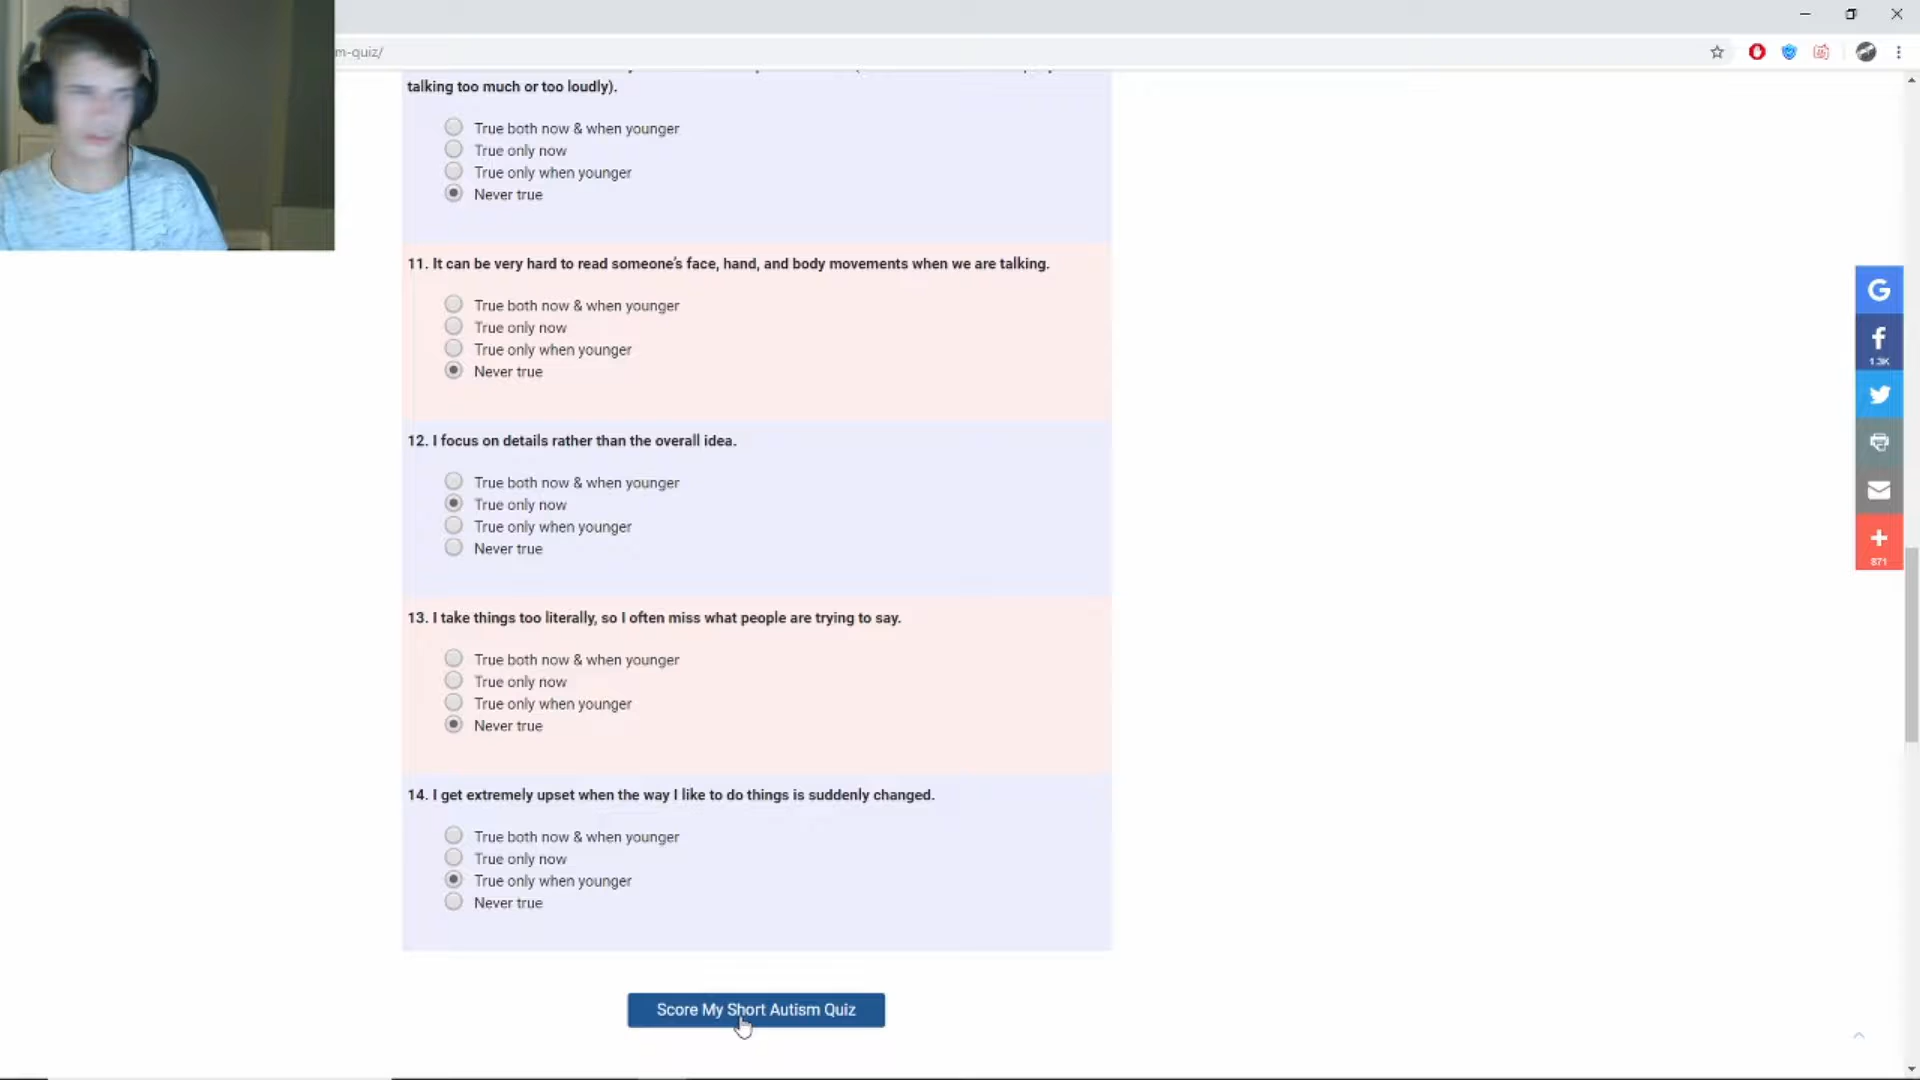 m-quiz/
talking too much or too loudly).
True both now & when younger
True only now
True only when younger
Never true
11. It can be very hard to read someone's face, hand, and body movements when we are talking.
True both now & when younger
True only now
True only when younger
Never true
12. I focus on details rather than the overall idea.
True both now & when younger
True only now
True only when younger
Never true
13. I take things too literally, so I often miss what people are trying to say.
True both now & when younger
True only now
True only when younger
Never true
14. I get extremely upset when the way I like to do things is suddenly changed.
True both now & when younger
True only now
True only when younger
Never true
Score My Short Autism Quiz
G
f
1.3K
871